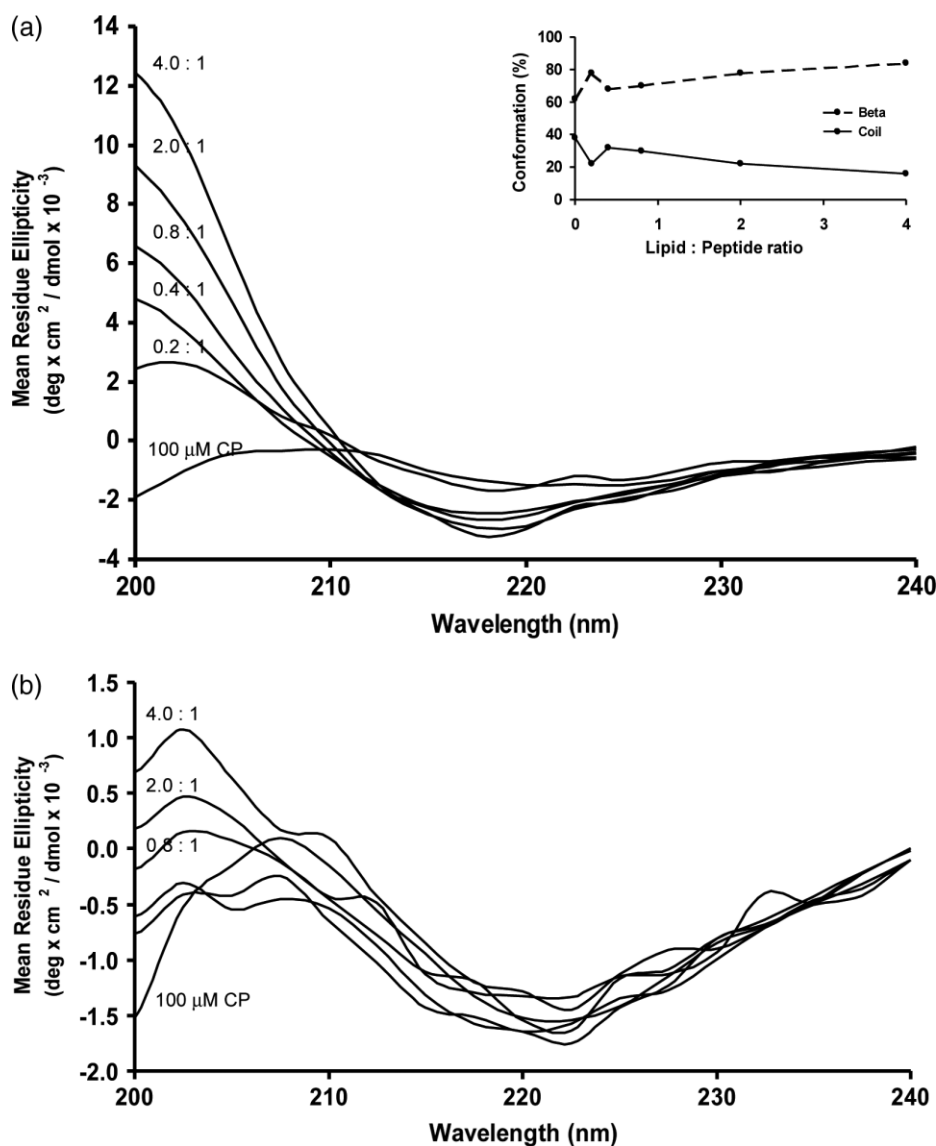 (a)
14
12
10
8
6
4
2
0
-2
-4
Mean Residue Ellipticity
(deg x cm ² / dmol x 10 ⁻³)
4.0 : 1
2.0 : 1
0.8 : 1
0.4 : 1
0.2 : 1
100 μM CP
200
210
220
230
240
Wavelength (nm)
100
80
60
40
20
0
Conformation (%)
Beta
Coil
0
1
2
3
4
Lipid : Peptide ratio
(b)
1.5
1.0
0.5
0.0
-0.5
-1.0
-1.5
-2.0
Mean Residue Ellipticity
(deg x cm ² / dmol x 10 ⁻³)
4.0 : 1
2.0 : 1
0.8 : 1
100 μM CP
200
210
220
230
240
Wavelength (nm)